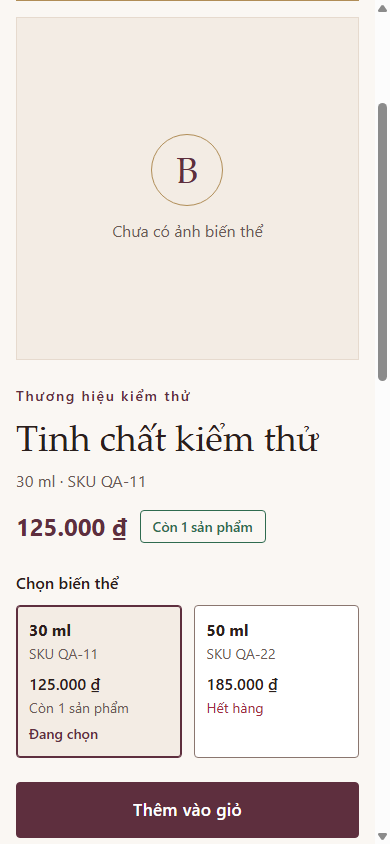 B
Chưa có ảnh biến thể
Thương hiệu kiểm thử
Tinh chất kiểm thử
30 ml · SKU QA-11
125.000 ₫
Còn 1 sản phẩm
Chọn biến thể
30 ml
SKU QA-11
125.000 ₫
Còn 1 sản phẩm
Đang chọn
50 ml
SKU QA-22
185.000 ₫
Hết hàng
Thêm vào giỏ